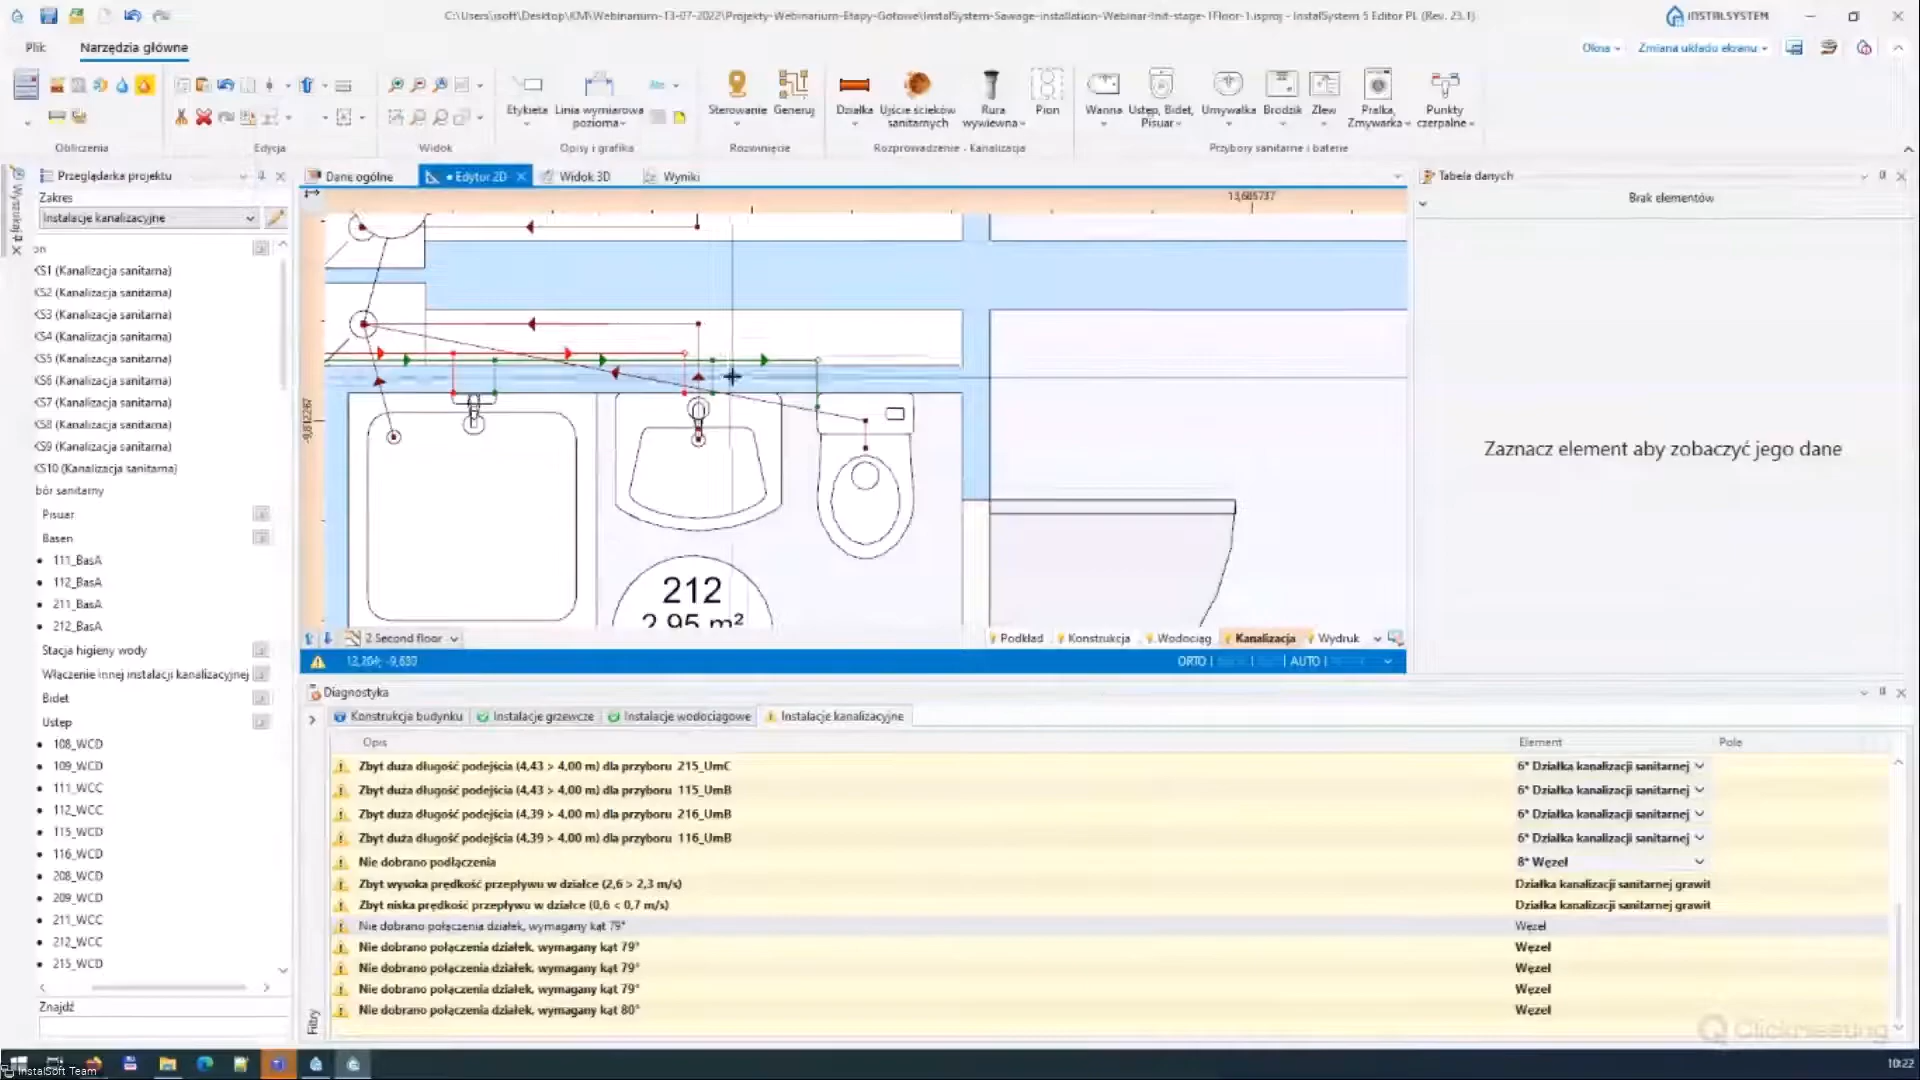 C:\Users\isoft\Desktop\KM\Webinarium-13-07-2022\Projekty-Webinarium-Etapy-Gotowe\InstalSystem-Sawage-installation-Webinar-Init-stage-1Floor-1.isproj - InstalSystem 5 Editor PL (Rev. 23.1)
INSTALSYSTEM
Plik
Narzędzia główne
Okna
Zmiana układu ekranu
Etykieta
Linia wymiarowa pozioma
Abc
Sterowanie
Generuj
Działka
Ujście ścieków sanitarnych
Rura wywiewna
Pion
Wanna
Ustęp, Bidet, Pisuar
Umywalka
Brodzik
Zlew
Pralka, Zmywarka
Punkty czerpalne
Obliczenia
Edycja
Widok
Opisy i grafika
Rozwinięcie
Rozprowadzenie - Kanalizacja
Przybory sanitarne i baterie
Wyszukaj
Przeglądarka projektu
Zakres
Instalacje kanalizacyjne
on
KS1 (Kanalizacja sanitarna)
KS2 (Kanalizacja sanitarna)
KS3 (Kanalizacja sanitarna)
KS4 (Kanalizacja sanitarna)
KS5 (Kanalizacja sanitarna)
KS6 (Kanalizacja sanitarna)
KS7 (Kanalizacja sanitarna)
KS8 (Kanalizacja sanitarna)
KS9 (Kanalizacja sanitarna)
KS10 (Kanalizacja sanitarna)
bór sanitarny
Pisuar
Basen
111_BasA
112_BasA
211_BasA
212_BasA
Stacja higieny wody
Włączenie innej instalacji kanalizacyjnej
Bidet
Ustęp
108_WCD
109_WCD
111_WCC
112_WCC
115_WCD
116_WCD
208_WCD
209_WCD
211_WCC
212_WCC
215_WCD
Znajdź
Dane ogólne
Edytor 2D
Widok 3D
Wyniki
13,685737
-9,812287
212
2.95 m²
2 Second floor
Podkład
Konstrukcja
Wodociąg
Kanalizacja
Wydruk
ORTO
AUTO
Tabela danych
Brak elementów
Zaznacz element aby zobaczyć jego dane
Diagnostyka
Konstrukcja budynku
Instalacje grzewcze
Instalacje wodociągowe
Instalacje kanalizacyjne
Filtry
Opis Element Pole
Zbyt duża długość podejścia (4,43 > 4,00 m) dla przyboru 215_UmC 6* Działka kanalizacji sanitarnej
Zbyt duża długość podejścia (4,43 > 4,00 m) dla przyboru 115_UmB 6* Działka kanalizacji sanitarnej
Zbyt duża długość podejścia (4,39 > 4,00 m) dla przyboru 216_UmB 6* Działka kanalizacji sanitarnej
Zbyt duża długość podejścia (4,39 > 4,00 m) dla przyboru 116_UmB 6* Działka kanalizacji sanitarnej
Nie dobrano podłączenia 8* Węzeł
Zbyt wysoka prędkość przepływu w działce (2,6 > 2,3 m/s) Działka kanalizacji sanitarnej grawit
Zbyt niska prędkość przepływu w działce (0,6 < 0,7 m/s) Działka kanalizacji sanitarnej grawit
Nie dobrano połączenia działek, wymagany kąt 79° Węzeł
Nie dobrano połączenia działek, wymagany kąt 79° Węzeł
Nie dobrano połączenia działek, wymagany kąt 79° Węzeł
Nie dobrano połączenia działek, wymagany kąt 79° Węzeł
Nie dobrano połączenia działek, wymagany kąt 80° Węzeł
ClickMeeting
InstalSoft Team
10:22